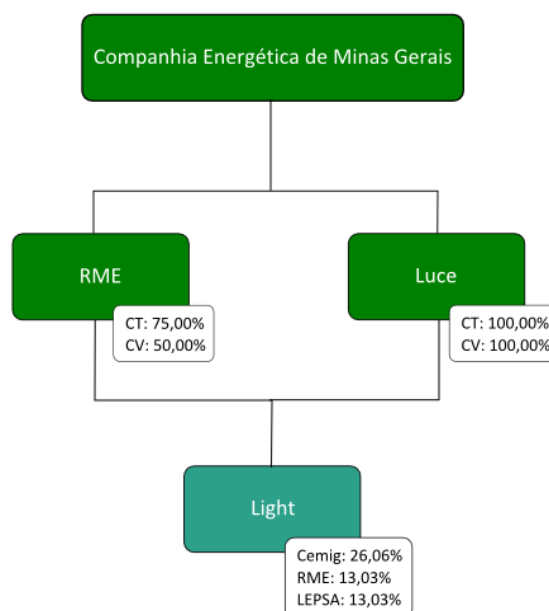 Companhia Energética de Minas Gerais
RME
CT: 75,00%
CV: 50,00%
Luce
CT: 100,00%
CV: 100,00%
Light
Cemig: 26,06%
RME: 13,03%
LEPSA: 13,03%